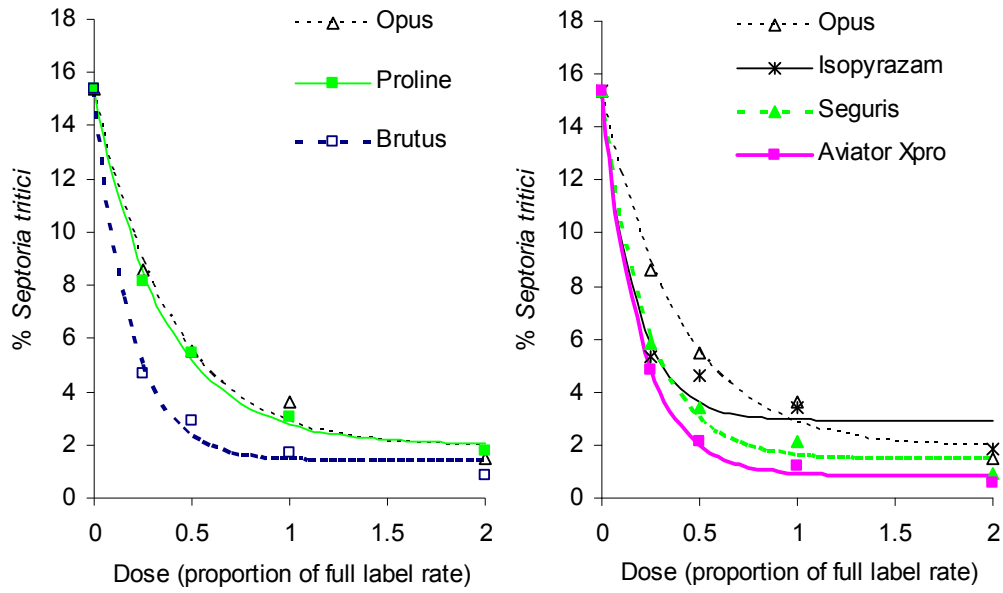 % Septoria tritici
18
16
14
12
10
8
6
4
2
0
Opus
Proline
Brutus
0
0.5
1
1.5
2
Dose (proportion of full label rate)
% Septoria tritici
18
16
14
12
10
8
6
4
2
0
Opus
Isopyrazam
Seguris
Aviator Xpro
0
0.5
1
1.5
2
Dose (proportion of full label rate)